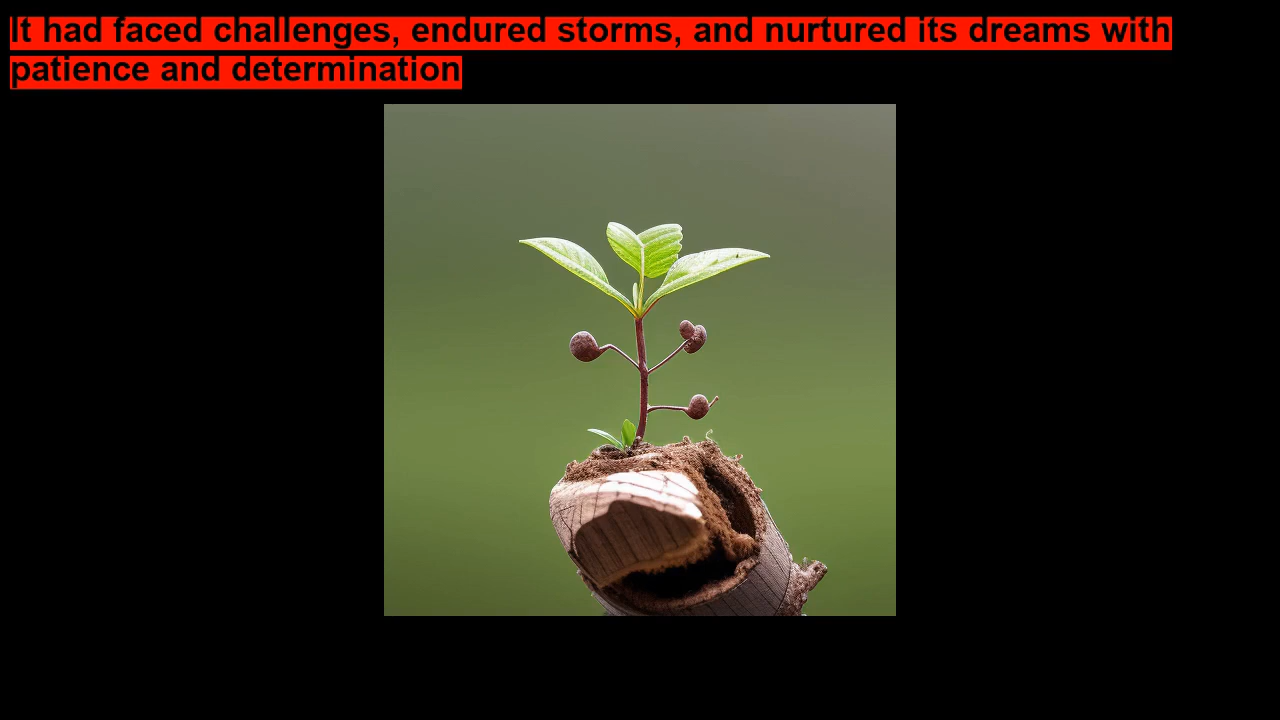 It had faced challenges, endured storms, and nurtured its dreams with
patience and determination